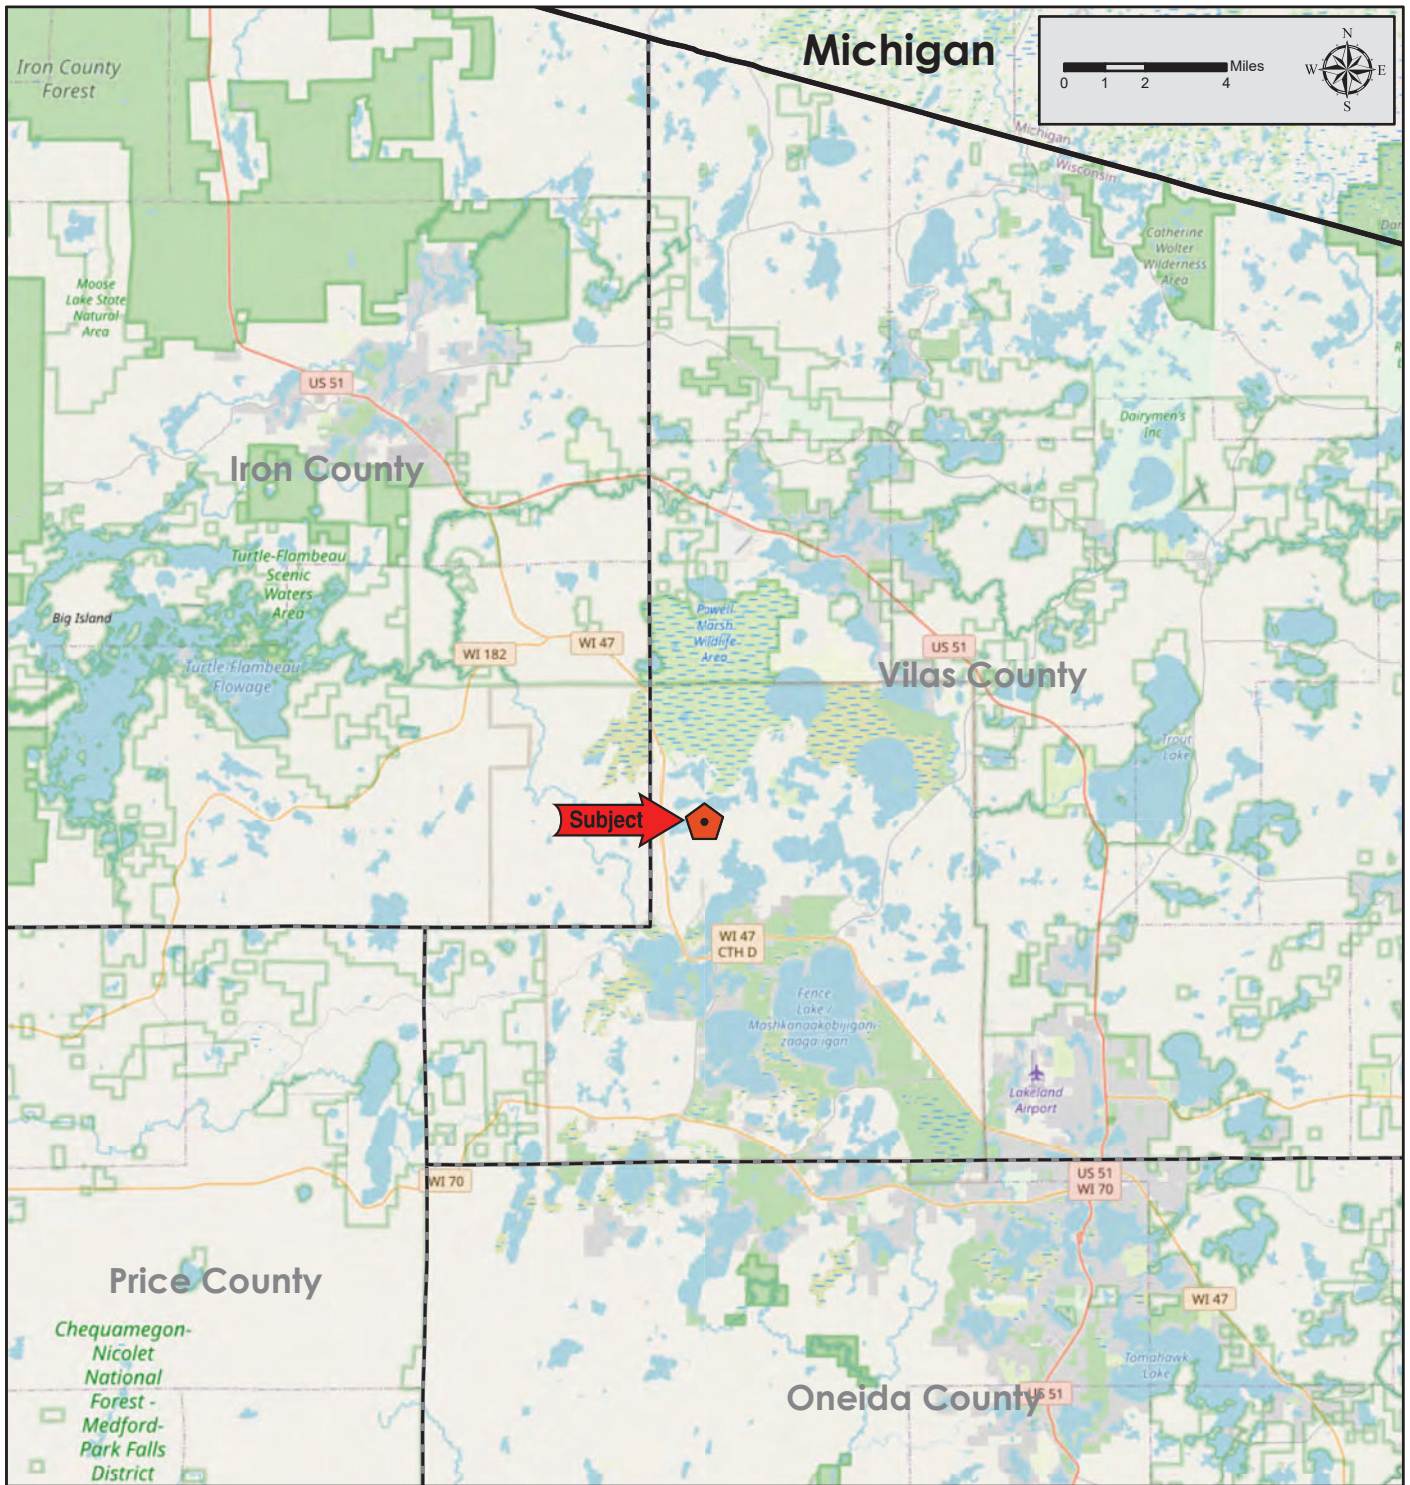 Michigan
N
W
E
S
Miles
0
1
2
4
Iron County
Forest
Michigan
Wisconsin
Catherine
Wolter
Wilderness
Area
Moose
Lake State
Natural
Area
US 51
Dairymen's
Inc
Iron County
Turtle-Flambeau
Scenic
Waters
Area
Big Island
Turtle-Flambeau
Flowage
WI 182
WI 47
Powell
Marsh
Wildlife
Area
US 51
Vilas County
Trout
Lake
Subject
WI 47
CTH D
Fence
Lake /
Mashkanaakobijigani-
zaaga'igan
Lakeland
Airport
WI 70
US 51
WI 70
Price County
WI 47
Chequamegon-
Nicolet
National
Forest -
Medford-
Park Falls
District
Tomahawk
Lake
Oneida County
US 51